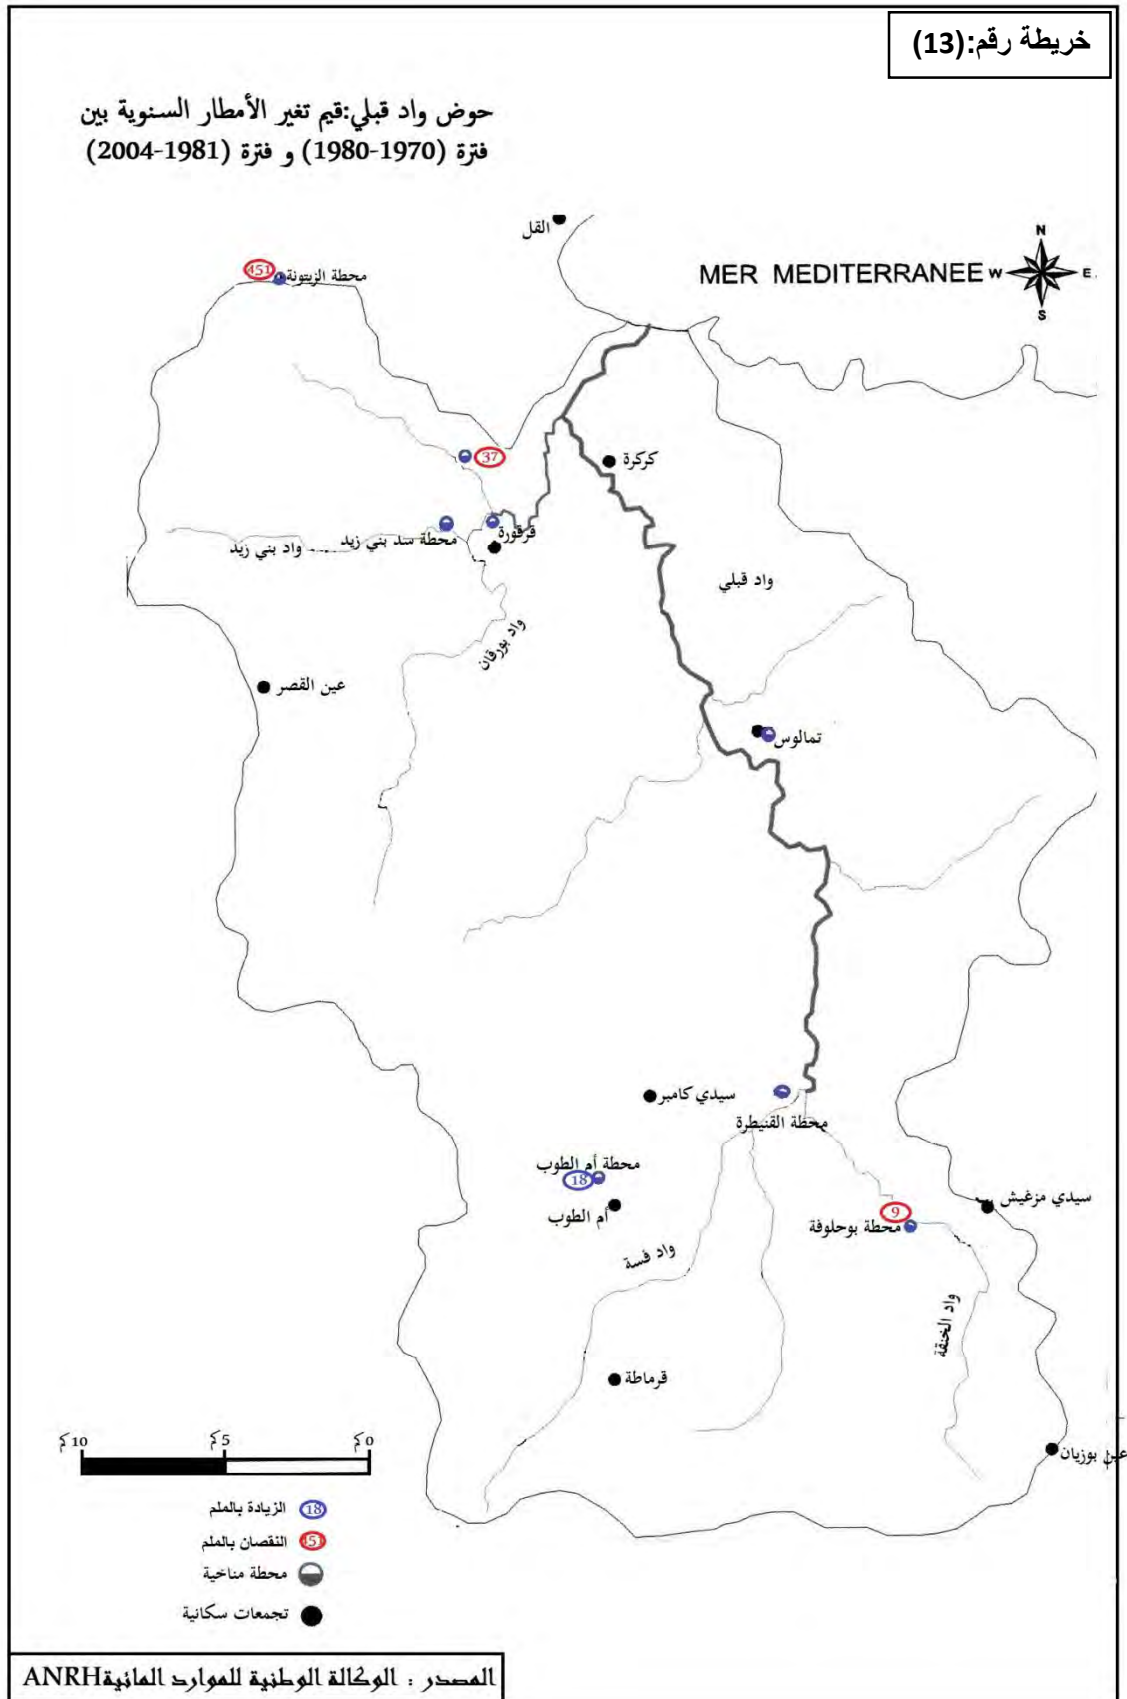 خريطة رقم:(13)
حوض واد قبلي:قيم تغير الأمطار السنوية بين
فترة (1970-1980) و فترة (1981-2004)
القل
N
MER MEDITERRANEE
W
E
S
451
محطة الزيتونة
كركرة
37
قرقورة
محطة سد بني زيد
واد بني زيد
واد قبلي
واد بورقان
عين القصر
تمالوس
سيدي كامبر
محطة القنيطرة
محطة أم الطوب
18
أم الطوب
سيدي مزغيش
9
محطة بوحلوفة
واد فسة
واد الخنقة
قرماطة
عين بوزيان
0 كم
5 كم
10 كم
18 الزيادة بالملم
451 النقصان بالملم
محطة مناخية
تجمعات سكانية
المصدر : الوكالة الوطنية للموارد المائية ANRH